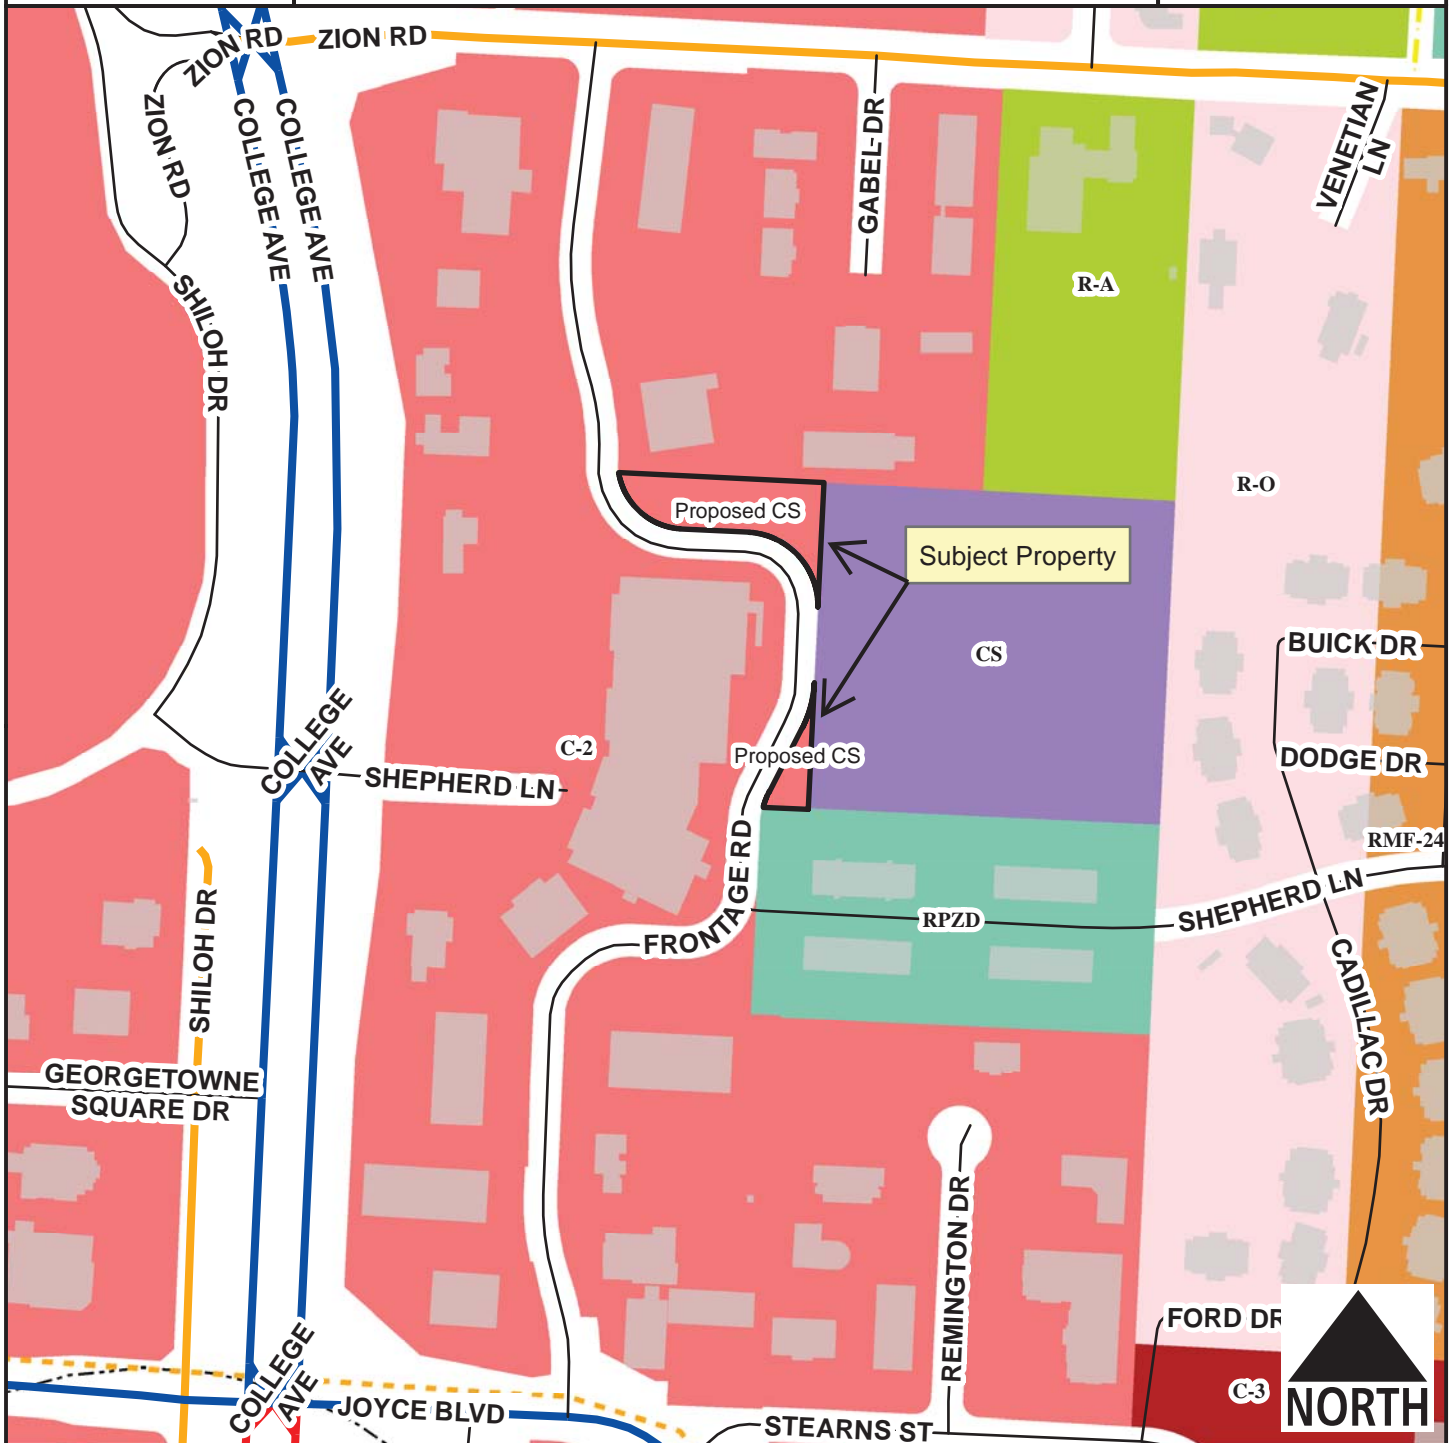 ZION RD
ZION RD
ZION RD
COLLEGE AVE
COLLEGE AVE
GABEL DR
VENETIAN
LN
SHILOH DR
R-A
R-O
Proposed CS
Subject Property
BUICK DR
CS
COLLEGE
AVE
C-2
Proposed CS
DODGE DR
SHEPHERD LN
RMF-24
FRONTAGE RD
SHEPHERD LN
RPZD
SHILOH DR
CADILLAC DR
GEORGETOWNE
SQUARE DR
REMINGTON DR
FORD DR
COLLEGE
AVE
JOYCE BLVD
C-3
STEARNS ST
NORTH